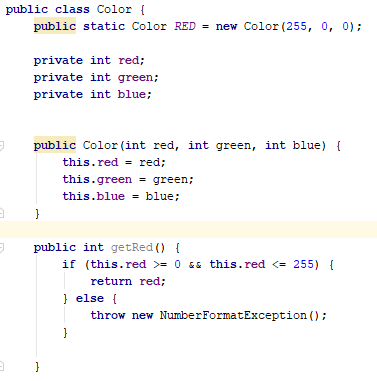 public class Color {
public static Color RED = new Color(255, 0, 0);
private int red;
private int green;
private int blue;
public Color(int red, int green, int blue) {
this.red = red;
this.green = green;
this.blue = blue;
}
public int getRed() {
if (this.red >= 0 && this.red <= 255) {
return red;
} else {
throw new NumberFormatException();
}
}